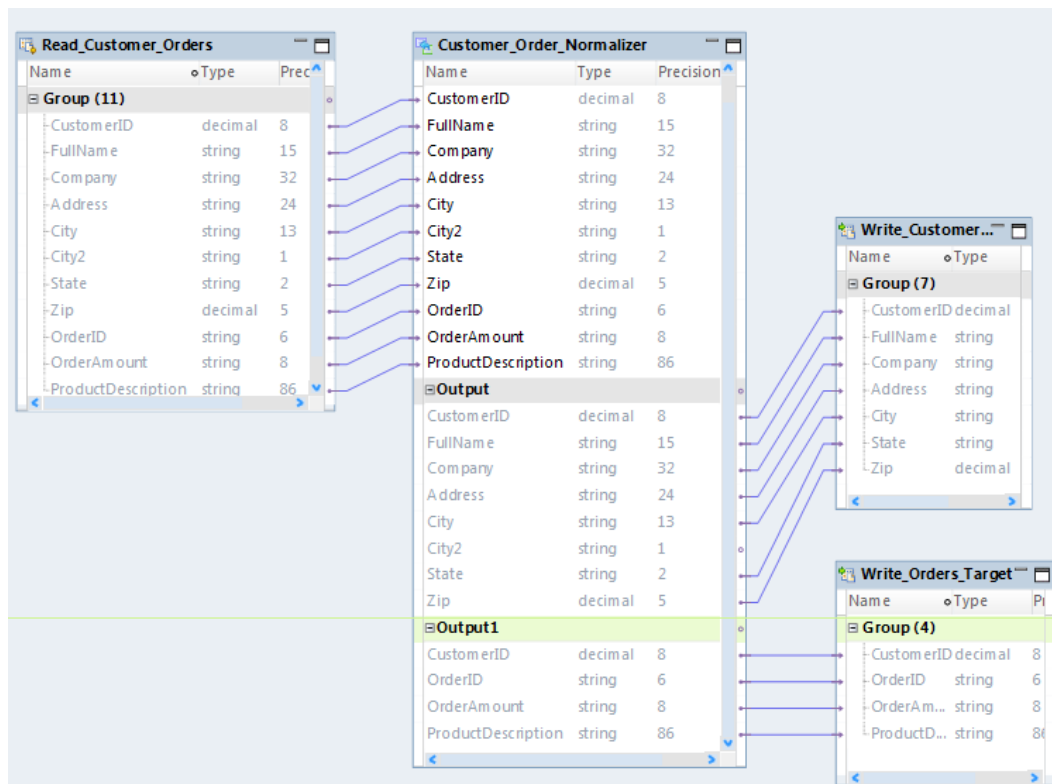 Read_Customer_Orders
Name Type Prec
Group (11)
CustomerID decimal 8
FullName string 15
Company string 32
Address string 24
City string 13
City2 string 1
State string 2
Zip decimal 5
OrderID string 6
OrderAmount string 8
ProductDescription string 86
Customer_Order_Normalizer
Name Type Precision
CustomerID decimal 8
FullName string 15
Company string 32
Address string 24
City string 13
City2 string 1
State string 2
Zip decimal 5
OrderID string 6
OrderAmount string 8
ProductDescription string 86
Output
CustomerID decimal 8
FullName string 15
Company string 32
Address string 24
City string 13
City2 string 1
State string 2
Zip decimal 5
Output1
CustomerID decimal 8
OrderID string 6
OrderAmount string 8
ProductDescription string 86
Write_Customer...
Name Type
Group (7)
CustomerID decimal
FullName string
Company string
Address string
City string
State string
Zip decimal
Write_Orders_Target
Name Type
Group (4)
CustomerID decimal 8
OrderID string 6
OrderAm... string 8
ProductD... string 86